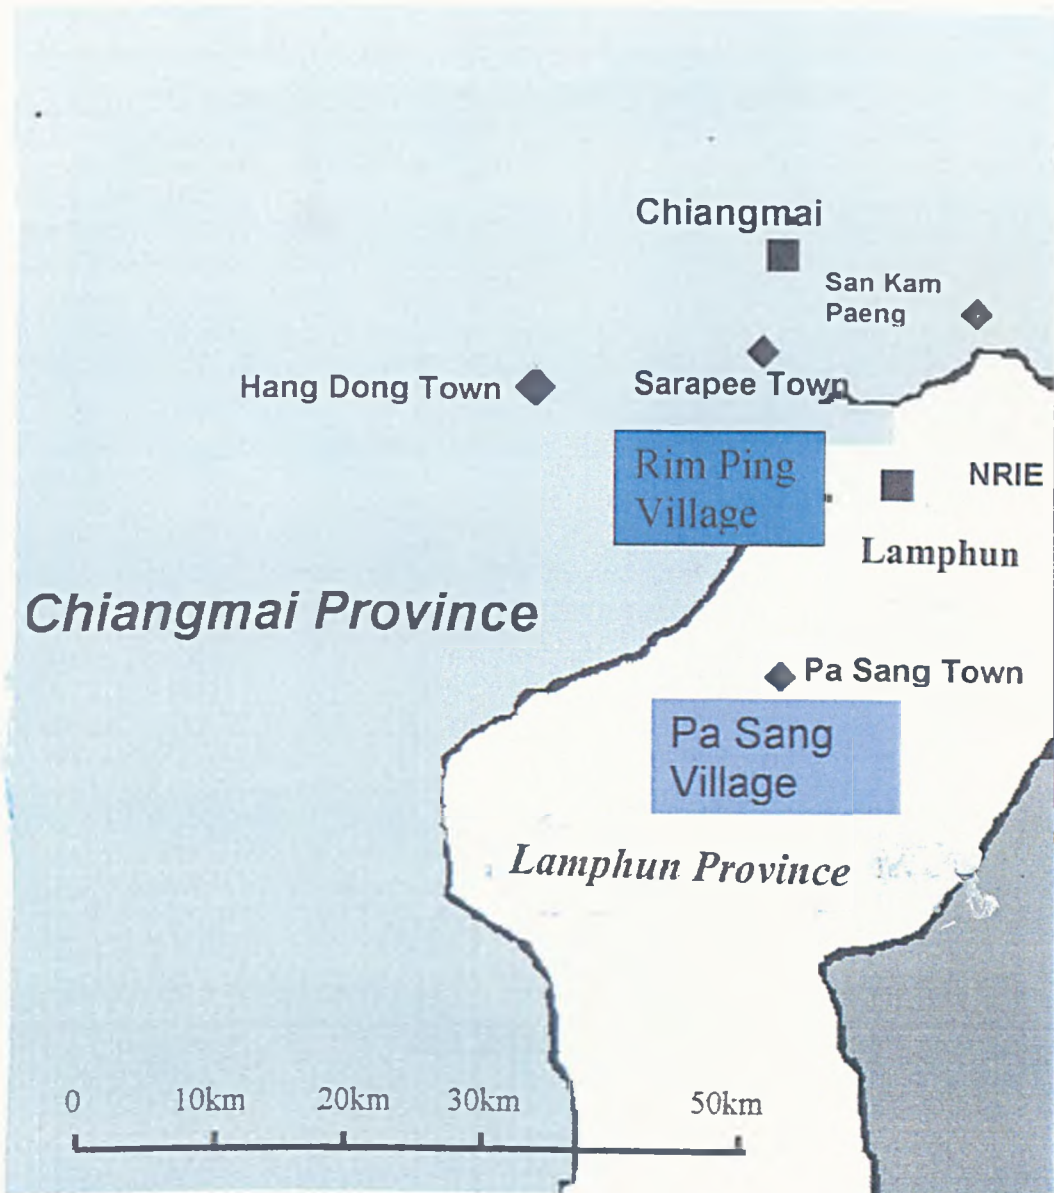 Chiangmai
San Kam
Paeng
Hang Dong Town
Sarapee Town
Rim Ping
Village
NRIE
Lamphun
Chiangmai Province
Pa Sang Town
Pa Sang
Village
Lamphun Province
0 10km 20km 30km 50km